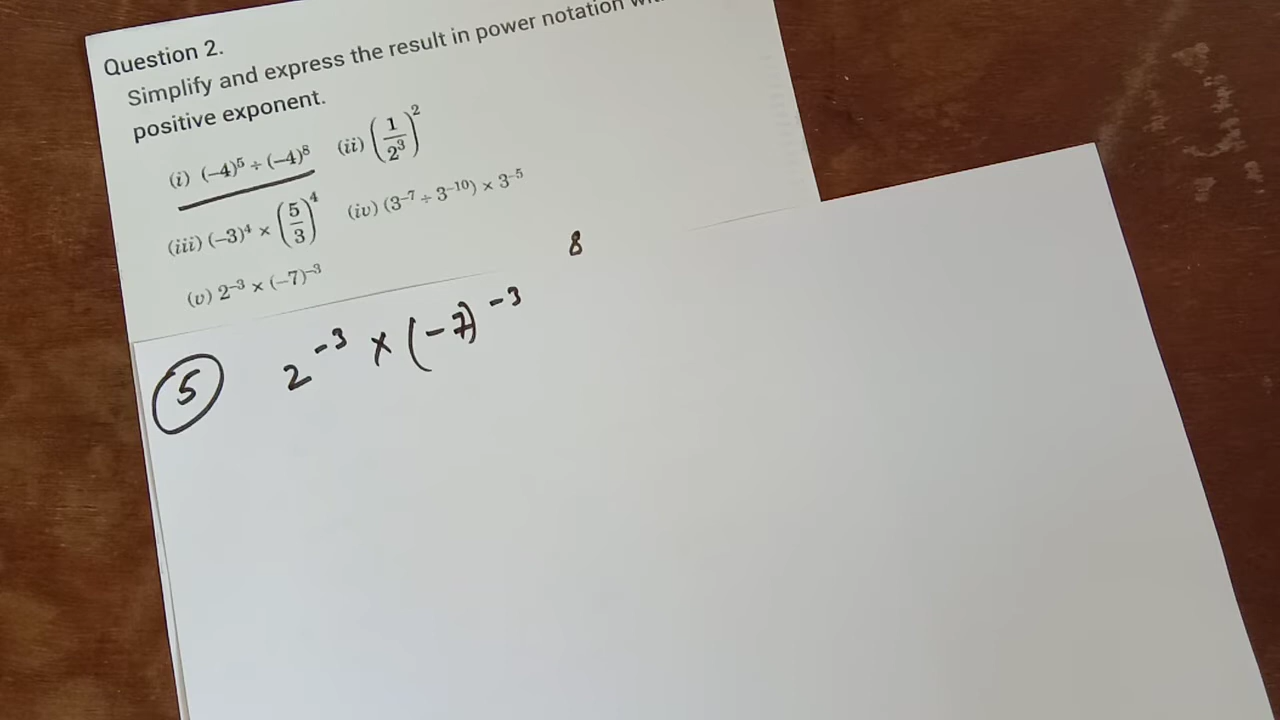 Question 2.
Simplify and express the result in power notation
positive exponent.
(i) (–4)⁵ ÷ (–4)⁸ (ii) (1/2³)²
(iii) (–3)⁴ × (5/3)⁴ (iv) (3⁻⁷ ÷ 3⁻¹⁰) × 3⁻⁵
(v) 2⁻³ × (–7)⁻³
8
5 2⁻³ × (–7)⁻³